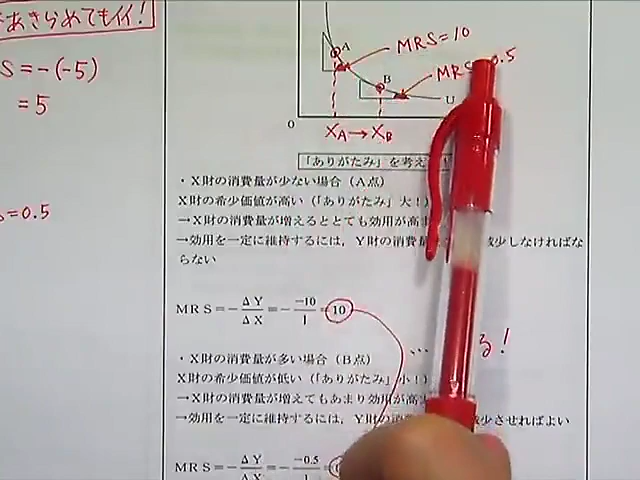 あきらめてもイイ!
S=-(-5)
=5
=0.5
A
MRS=10
B
MRS
0.5
U
0
XA→XB
「ありがたみ」を考え
・X財の消費量が少ない場合(A点)
X財の希少価値が高い(「ありがたみ」大!)
→X財の消費量が増えるととても効用が高
→効用を一定に維持するには,Y財の消費量
減少しなければな
らない
MRS=-ΔY/ΔX=--10/1=10
…
る!
・X財の消費量が多い場合(B点)
X財の希少価値が低い(「ありがたみ」小!)
→X財の消費量が増えてもあまり効用が高
→効用を一定に維持するには,Y財の
減少させればよい
MRS=-ΔY/ΔX=--0.5/1=